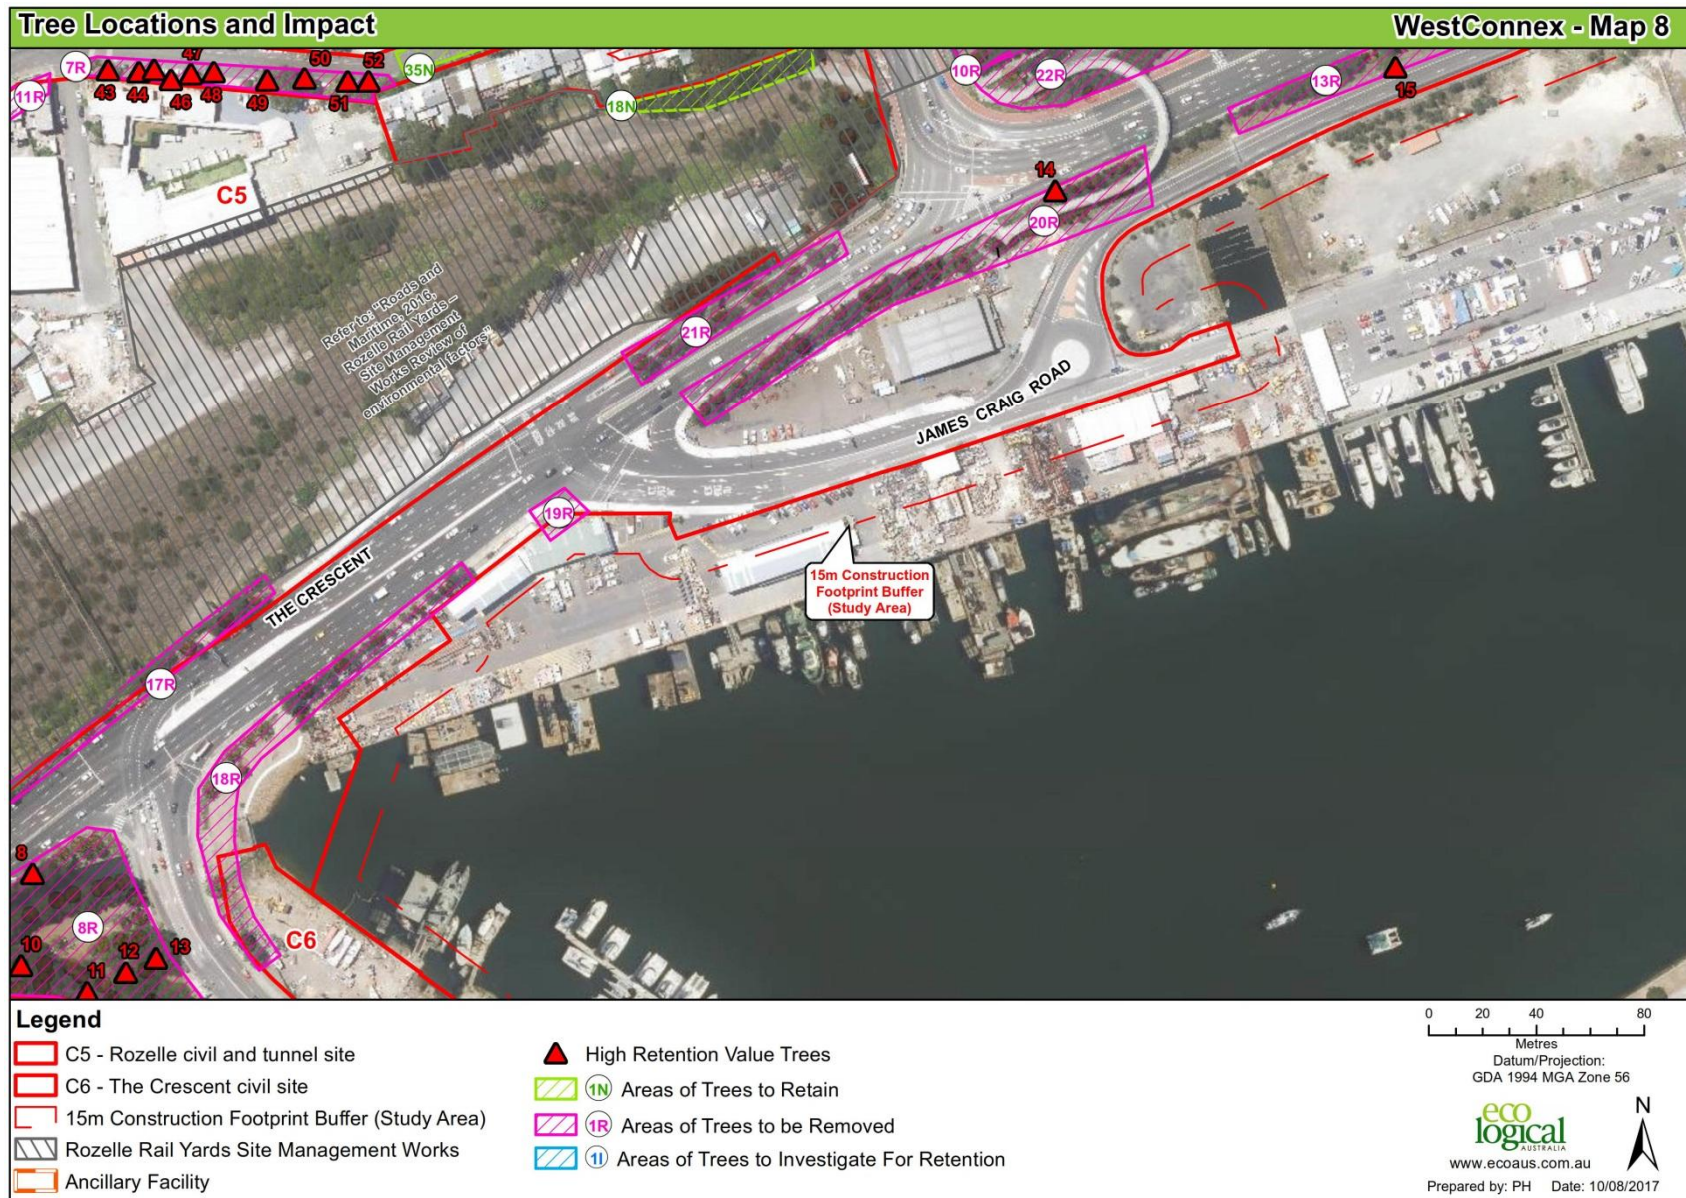 Tree Locations and Impact
WestConnex - Map 8
7R
11R
43
44
46
47
48
49
50
51
52
35N
18N
10R
22R
13R
15
C5
14
20R
21R
Refer to: "Roads and
Maritime, 2016,
Rozelle Rail Yards –
Site Management
Works Review of
environmental factors"
JAMES CRAIG ROAD
THE CRESCENT
19R
15m Construction
Footprint Buffer
(Study Area)
17R
18R
8
8R
10
11
12
13
C6
Legend
C5 - Rozelle civil and tunnel site
C6 - The Crescent civil site
15m Construction Footprint Buffer (Study Area)
Rozelle Rail Yards Site Management Works
Ancillary Facility
High Retention Value Trees
1N Areas of Trees to Retain
1R Areas of Trees to be Removed
1I Areas of Trees to Investigate For Retention
0 20 40 80
Metres
Datum/Projection:
GDA 1994 MGA Zone 56
eco
logical
AUSTRALIA
www.ecoaus.com.au
N
Prepared by: PH Date: 10/08/2017